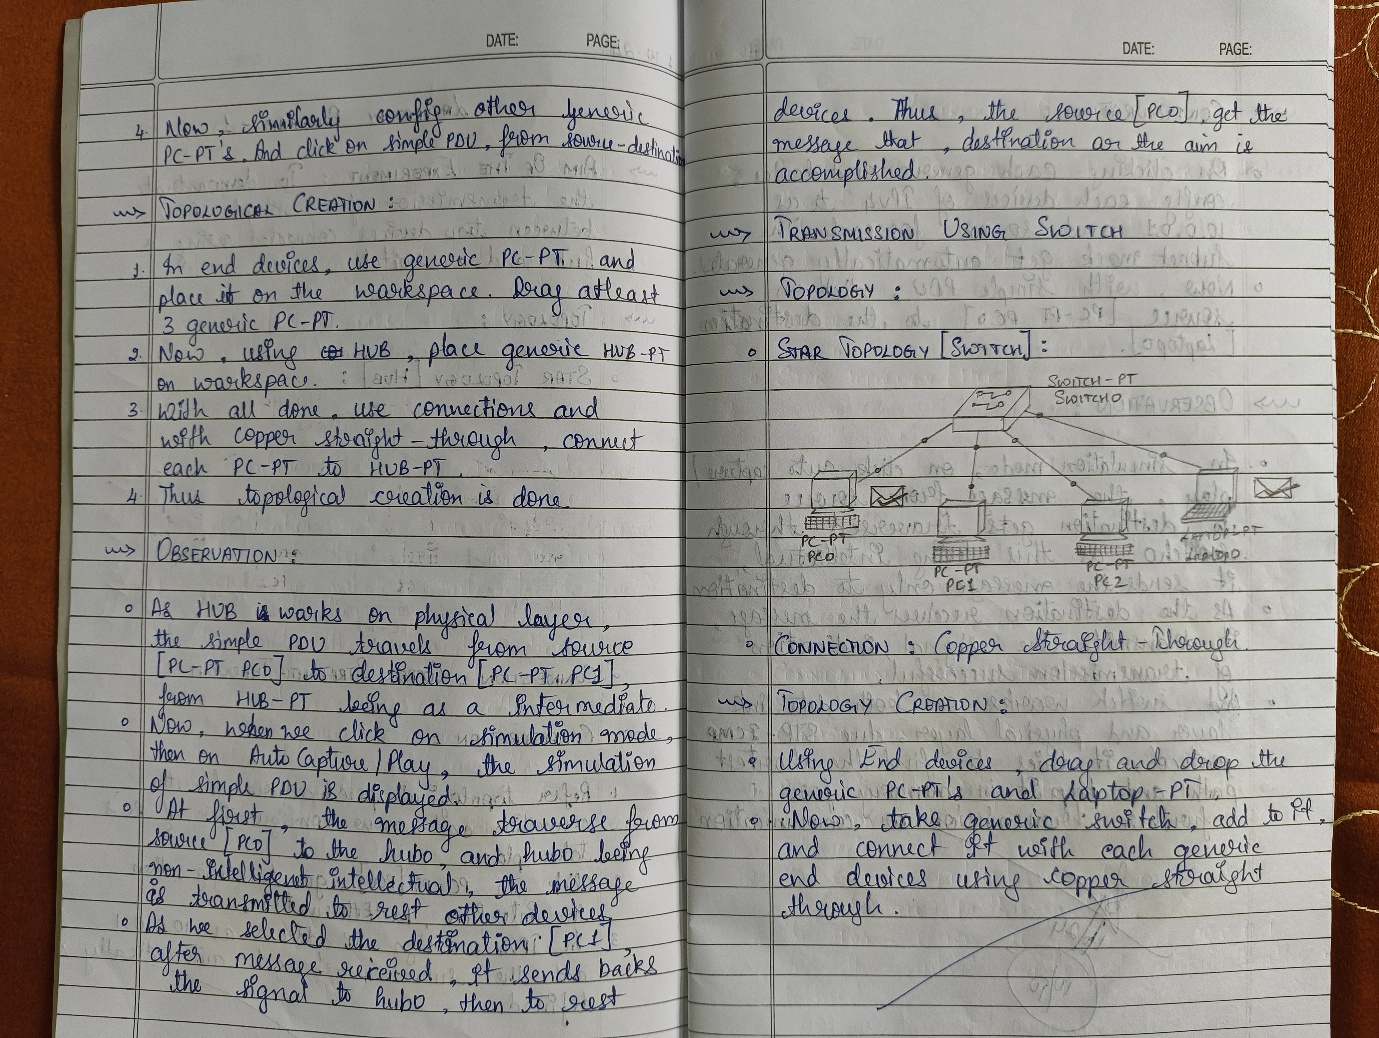 DATE: PAGE:
4. Now, similarly config other generic
PC-PT's. And click on simple PDU, from source-destination
TOPOLOGICAL CREATION:
1. In end devices, use generic PC-PT. and
place it on the workspace. Drag atleast
3 generic PC-PT.
2. Now, using HUB, place generic HUB-PT
on workspace.
3. With all done, use connections and
with copper straight-through, connect
each PC-PT to HUB-PT.
4. Thus topological creation is done
OBSERVATION:
As HUB works on physical layer,
the simple PDU travels from source
[PC-PT PC0] to destination [PC-PT, PC1],
from HUB-PT being as a intermediate.
Now, when we click on simulation mode,
then on Auto Capture/Play, the simulation
of simple PDU is displayed.
At first, the message traverse from
source [PC0] to the hub0, and hub0 being
non-intelligenet intellectual, the message
is transmitted to rest other devices.
As we selected the destination: [PC1],
after message received, it sends backs
the signal to hub0, then to rest
DATE: PAGE:
devices. Thus, the source [PC0] get the
message that, destination or the aim is
accomplished.
TRANSMISSION USING SWITCH
TOPOLOGY:
STAR TOPOLOGY [SWITCH]:
SWITCH-PT
SWITCH0
PC-PT
PC0
PC-PT
PC1
PC-PT
PC2
LAPTOP-PT
CONNECTION: Copper Straight-Through
TOPOLOGY CREATION:
Using End devices, drag and drop the
generic PC-PT's and Laptop-PT.
Now, take generic switch, add to it,
and connect it with each generic
end devices using copper straight
through.